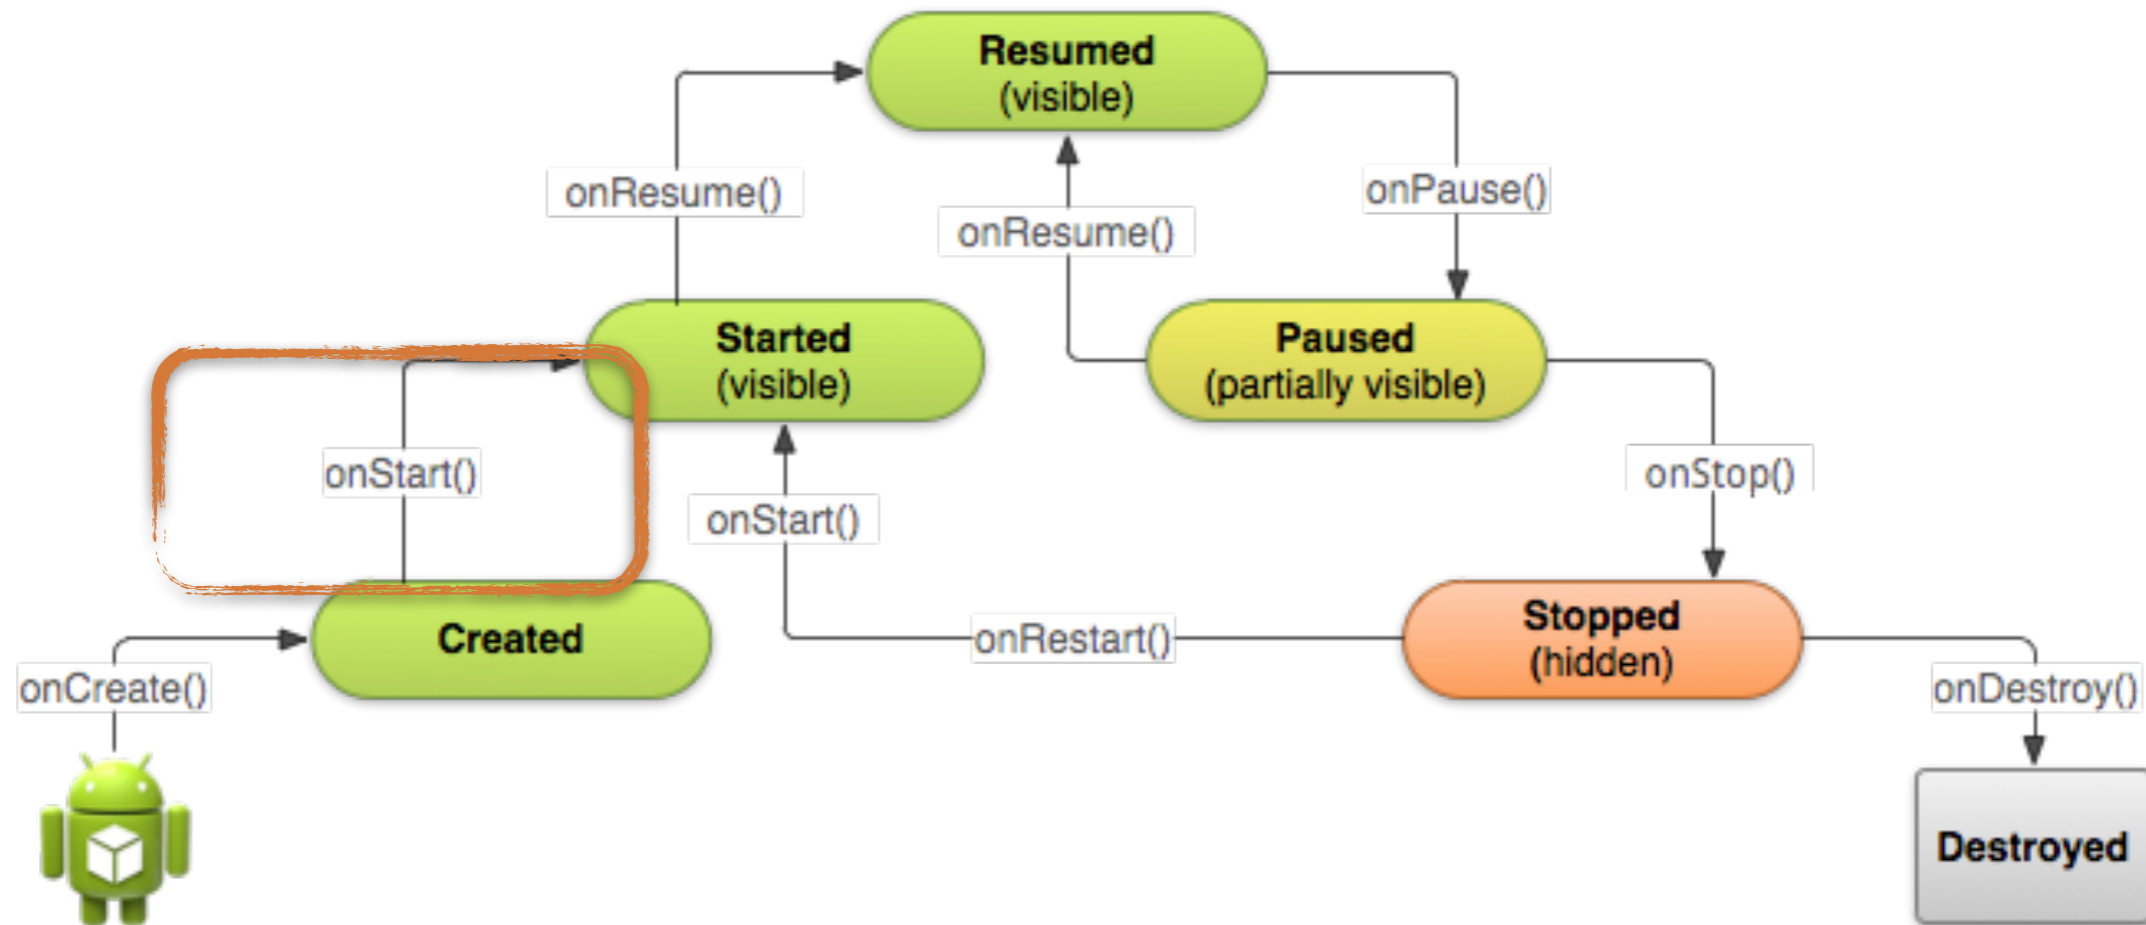 Resumed
(visible)
onResume()
onPause()
onResume()
Started
(visible)
Paused
(partially visible)
onStart()
onStop()
onStart()
Created
onRestart()
Stopped
(hidden)
onCreate()
onDestroy()
Destroyed